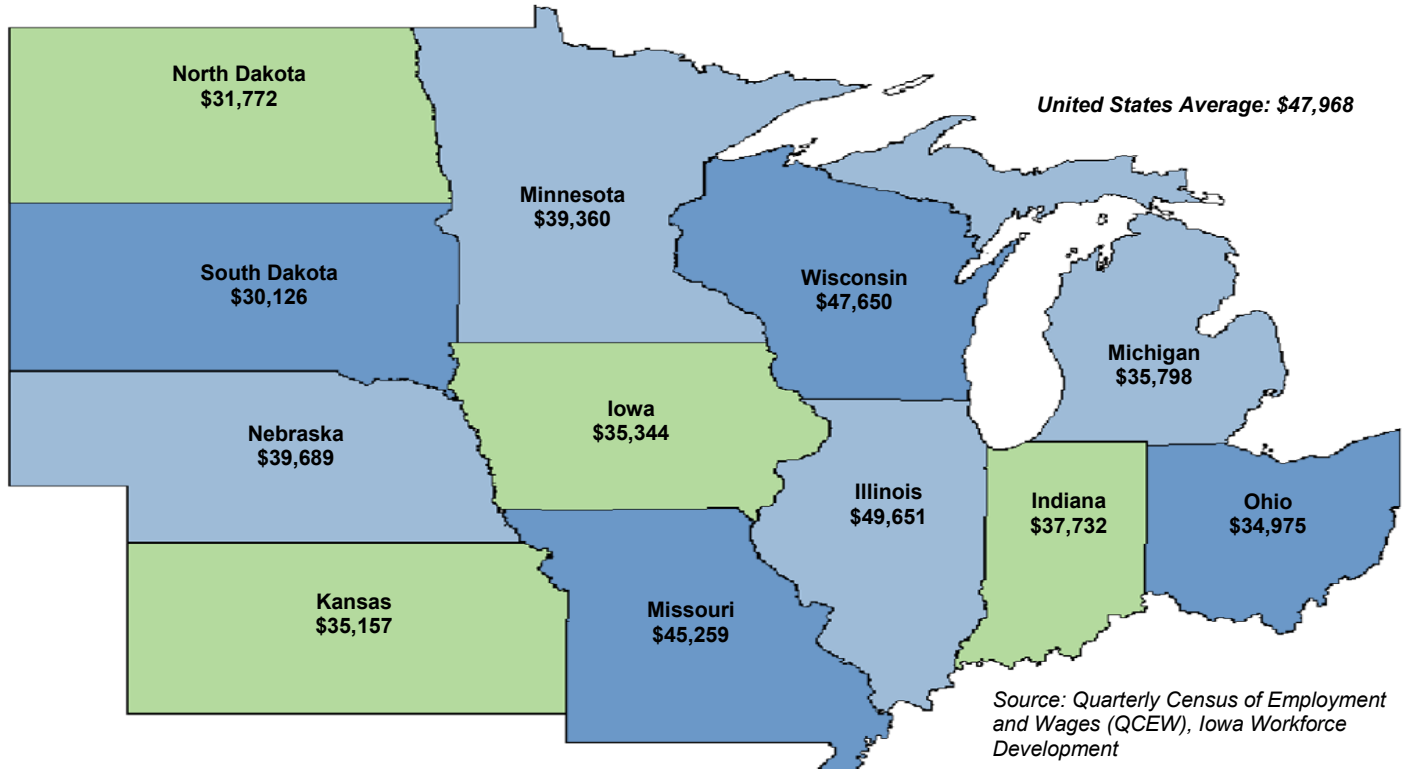 North Dakota
$31,772
United States Average: $47,968
Minnesota
$39,360
South Dakota
$30,126
Wisconsin
$47,650
Michigan
$35,798
Iowa
$35,344
Nebraska
$39,689
Illinois
$49,651
Indiana
$37,732
Ohio
$34,975
Kansas
$35,157
Missouri
$45,259
Source: Quarterly Census of Employment
and Wages (QCEW), Iowa Workforce
Development